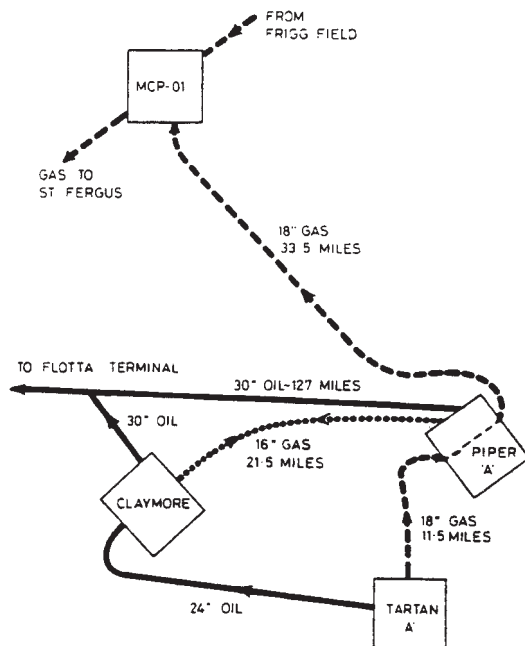 FROM
FRIGG FIELD
MCP-01
GAS TO
ST FERGUS
18" GAS
33·5 MILES
TO FLOTTA TERMINAL
30" OIL-127 MILES
30" OIL
16" GAS
21·5 MILES
PIPER
'A'
CLAYMORE
18" GAS
11·5 MILES
24" OIL
TARTAN
A'